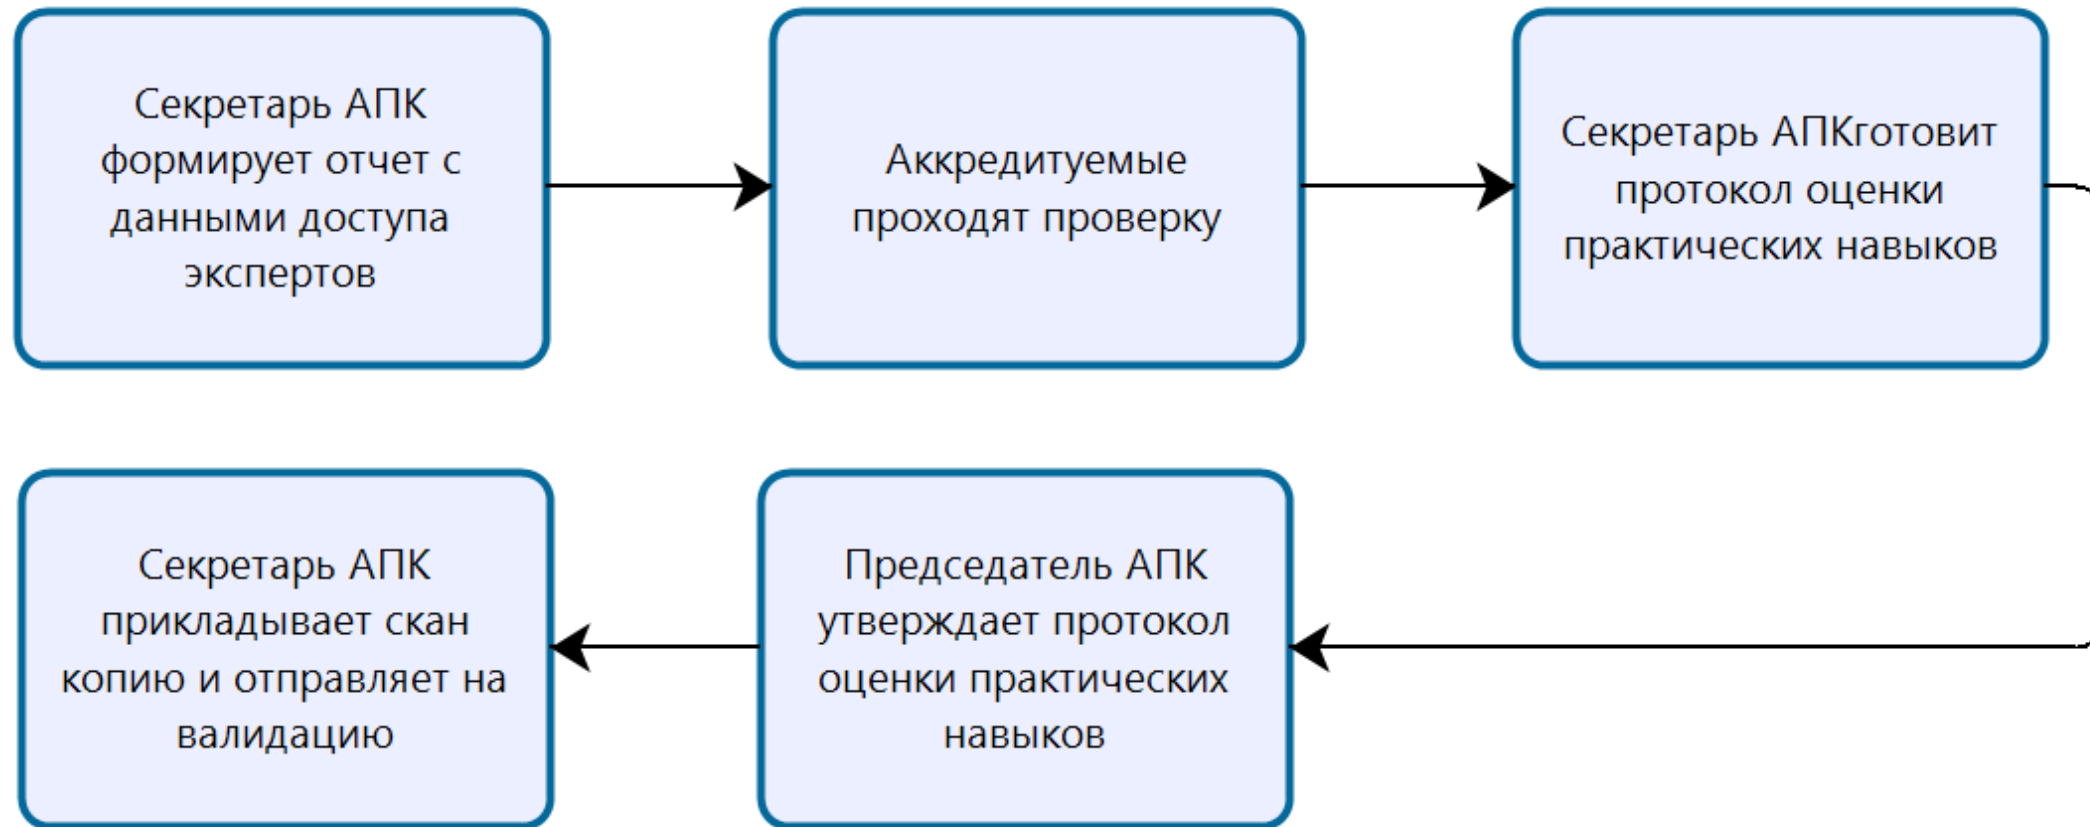 Секретарь АПК
формирует отчет с
данными доступа
экспертов
Аккредитуемые
проходят проверку
Секретарь АПКготовит
протокол оценки
практических навыков
Председатель АПК
утверждает протокол
оценки практических
навыков
Секретарь АПК
прикладывает скан
копию и отправляет на
валидацию